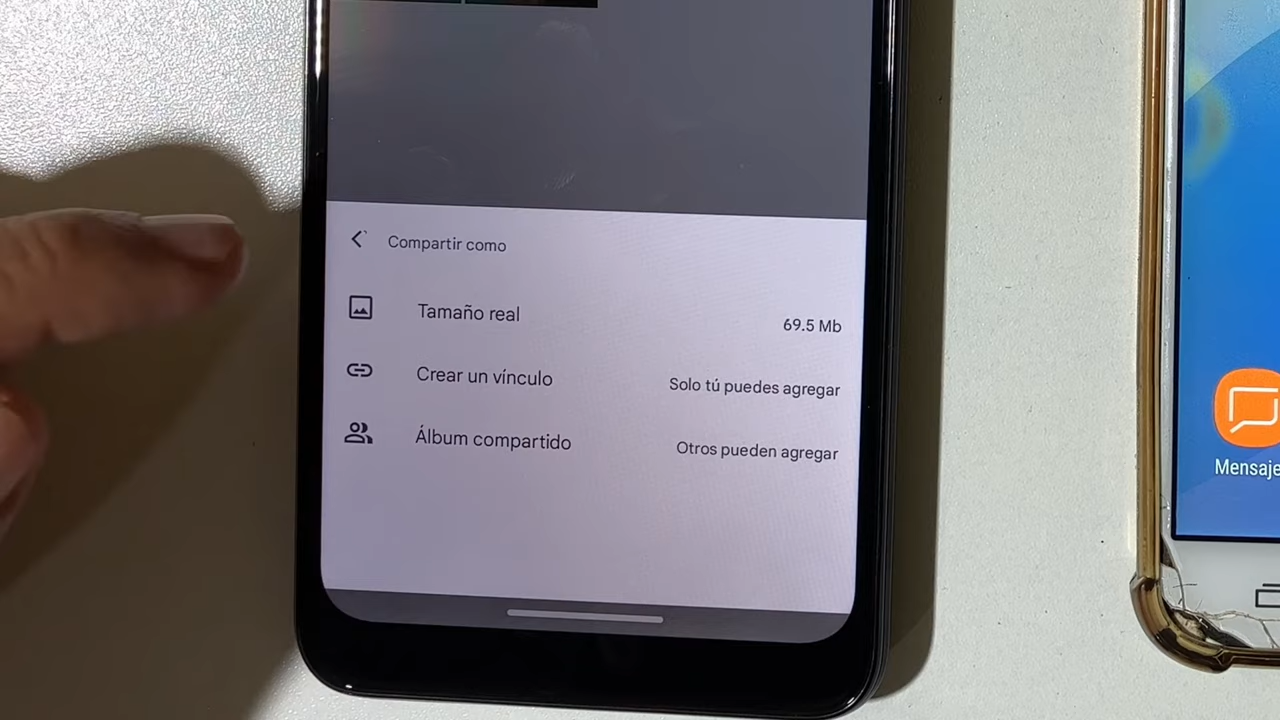 Compartir como
Tamaño real
69.5 Mb
Crear un vínculo
Solo tú puedes agregar
Álbum compartido
Otros pueden agregar
Mensaje